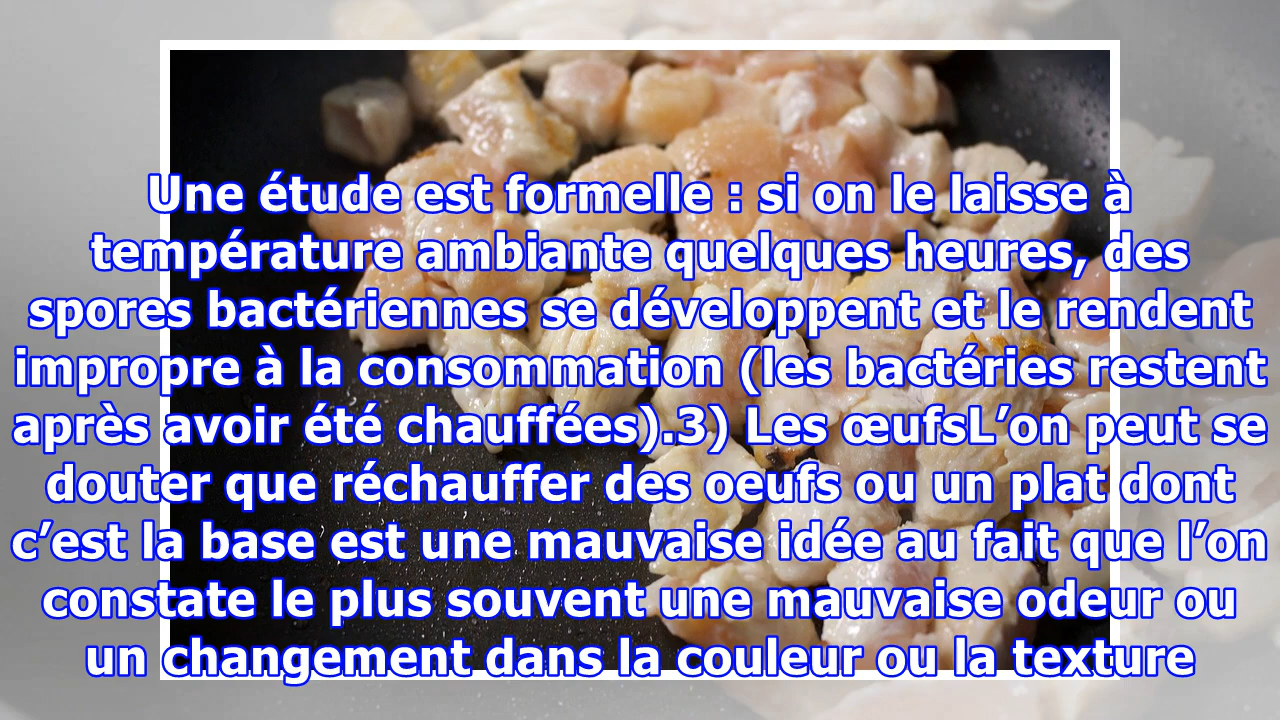 Une étude est formelle : si on le laisse à
température ambiante quelques heures, des
spores bactériennes se développent et le rendent
impropre à la consommation (les bactéries restent
après avoir été chauffées).3) Les œufsL’on peut se
douter que réchauffer des oeufs ou un plat dont
c’est la base est une mauvaise idée au fait que l’on
constate le plus souvent une mauvaise odeur ou
un changement dans la couleur ou la texture